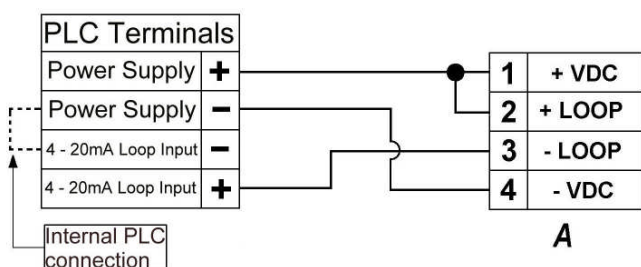 PLC Terminals
Power Supply +
Power Supply -
4 - 20mA Loop Input -
4 - 20mA Loop Input +
Internal PLC
connection
1 + VDC
2 + LOOP
3 - LOOP
4 - VDC
A